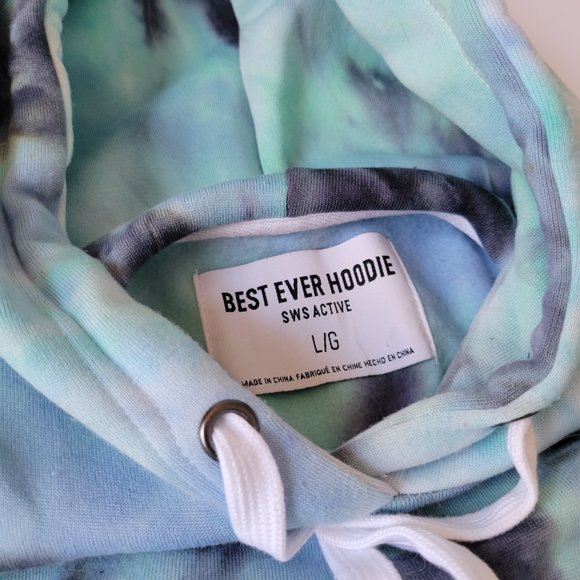 BEST EVER HOODIE
SWS ACTIVE
L/G
MADE IN CHINA FABRIQUÉ EN CHINE HECHO EN CHINA